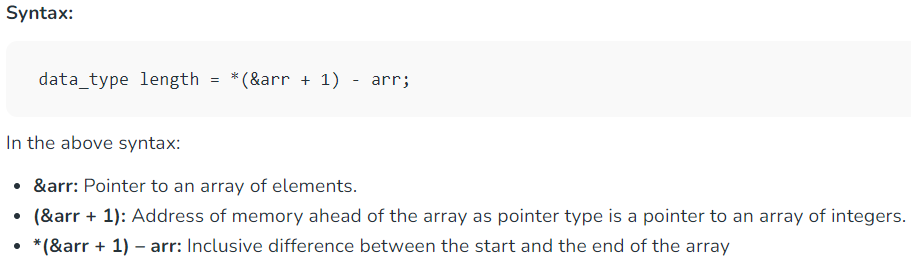 Syntax:
data_type length = *(&arr + 1) - arr;
In the above syntax:
• &arr: Pointer to an array of elements.
• (&arr + 1): Address of memory ahead of the array as pointer type is a pointer to an array of integers.
• *(&arr + 1) – arr: Inclusive difference between the start and the end of the array